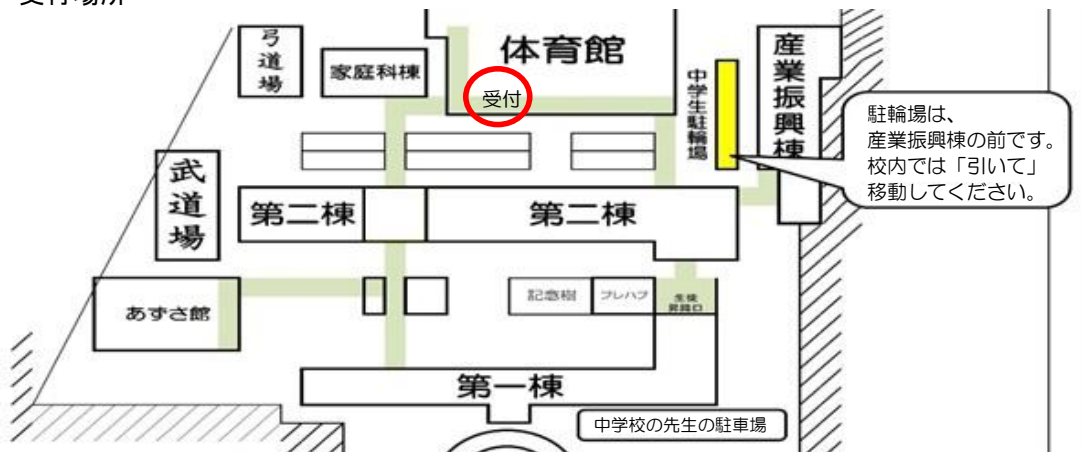 弓道場
家庭科棟
体育館
受付
中学生駐輪場
産業振興棟
駐輪場は、
産業振興棟の前です。
校内では「引いて」
移動してください。
武道場
第二棟
第二棟
あずさ館
記念樹
プレハブ
生徒
昇降口
第一棟
中学校の先生の駐車場